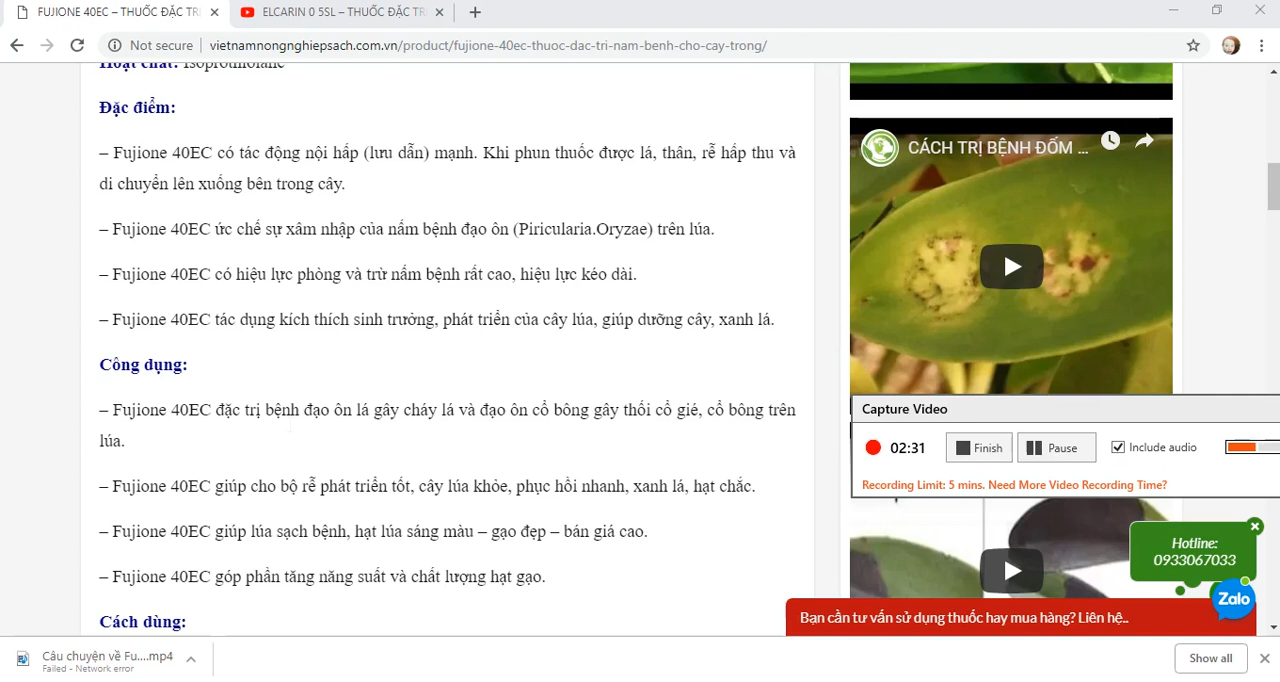 FUJIONE 40EC – THUỐC ĐẶC TRỊ
ELCARIN 0 5SL – THUỐC ĐẶC TR
Not secure
vietnamnongnghiepsach.com.vn/product/fujione-40ec-thuoc-dac-tri-nam-benh-cho-cay-trong/
Hoạt chất: Isoprothiolane
Đặc điểm:
– Fujione 40EC có tác động nội hấp (lưu dẫn) mạnh. Khi phun thuốc được lá, thân, rễ hấp thu và
di chuyển lên xuống bên trong cây.
– Fujione 40EC ức chế sự xâm nhập của nấm bệnh đạo ôn (Piricularia.Oryzae) trên lúa.
– Fujione 40EC có hiệu lực phòng và trừ nấm bệnh rất cao, hiệu lực kéo dài.
– Fujione 40EC tác dụng kích thích sinh trưởng, phát triển của cây lúa, giúp dưỡng cây, xanh lá.
Công dụng:
– Fujione 40EC đặc trị bệnh đạo ôn lá gây cháy lá và đạo ôn cổ bông gây thối cổ gié, cổ bông trên
lúa.
– Fujione 40EC giúp cho bộ rễ phát triển tốt, cây lúa khỏe, phục hồi nhanh, xanh lá, hạt chắc.
– Fujione 40EC giúp lúa sạch bệnh, hạt lúa sáng màu – gạo đẹp – bán giá cao.
– Fujione 40EC góp phần tăng năng suất và chất lượng hạt gạo.
Cách dùng:
CÁCH TRỊ BỆNH ĐỐM ...
Capture Video
02:31
Finish
Pause
Include audio
Recording Limit: 5 mins. Need More Video Recording Time?
Hotline:
0933067033
Zalo
Bạn cần tư vấn sử dụng thuốc hay mua hàng? Liên hệ..
Câu chuyện về Fu....mp4
Failed - Network error
Show all